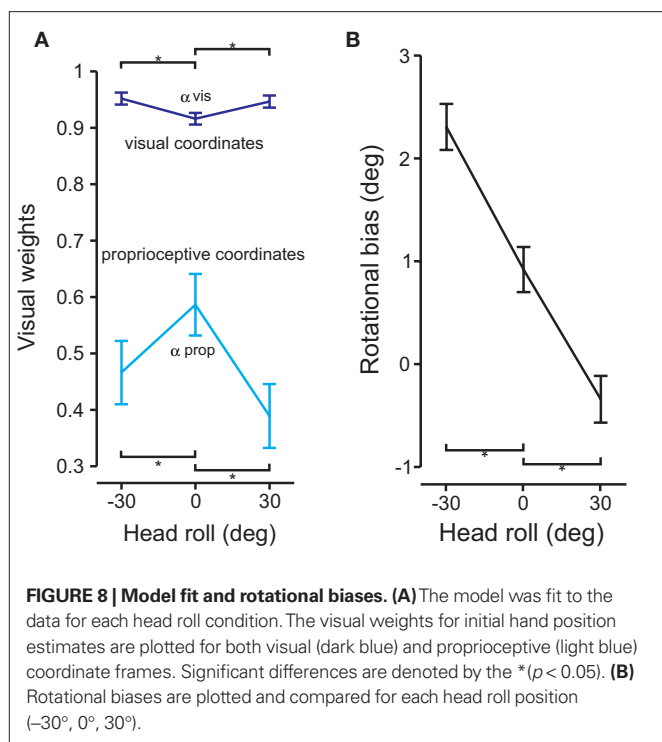 A
* *
1
α vis
0.9
visual coordinates
0.8
0.7
proprioceptive coordinates
0.6
α prop
0.5
0.4
0.3
* *
-30 0 30
Head roll (deg)
Visual weights
B
3
2
1
0
-1
* *
-30 0 30
Head roll (deg)
Rotational bias (deg)
FIGURE 8 | Model fit and rotational biases. (A) The model was fit to the
data for each head roll condition. The visual weights for initial hand position
estimates are plotted for both visual (dark blue) and proprioceptive (light blue)
coordinate frames. Significant differences are denoted by the *(p < 0.05). (B)
Rotational biases are plotted and compared for each head roll position
(–30°, 0°, 30°).